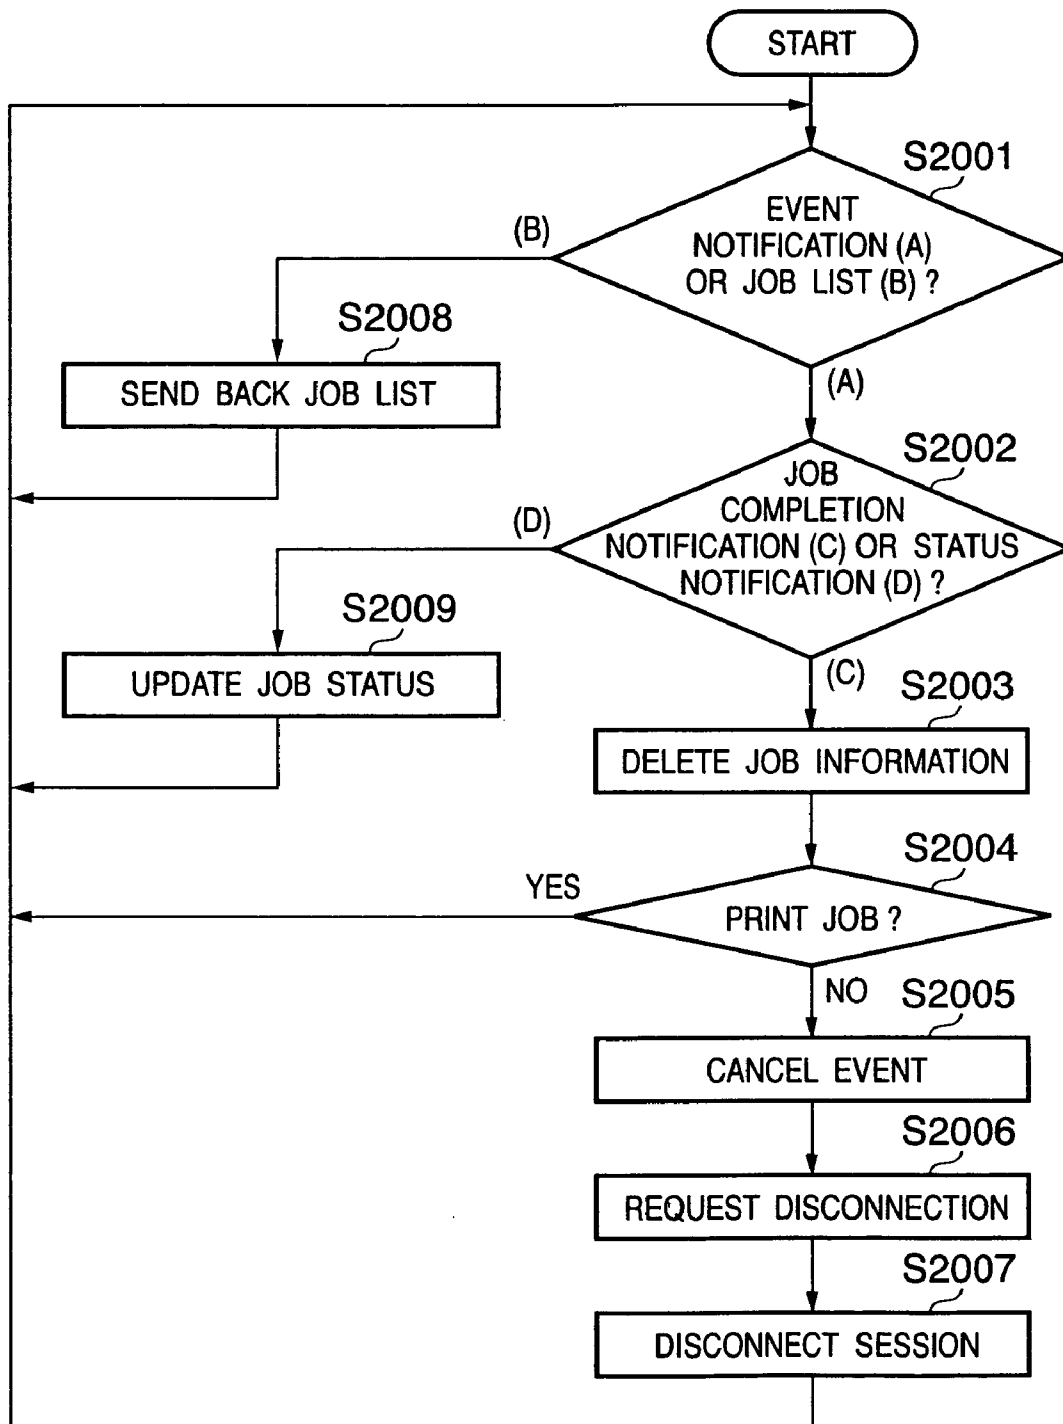 START
S2001
EVENT
NOTIFICATION (A)
OR JOB LIST (B) ?
(B)
(A)
S2008
SEND BACK JOB LIST
S2002
JOB
COMPLETION
NOTIFICATION (C) OR STATUS
NOTIFICATION (D) ?
(D)
(C)
S2009
UPDATE JOB STATUS
S2003
DELETE JOB INFORMATION
S2004
PRINT JOB ?
YES
NO
S2005
CANCEL EVENT
S2006
REQUEST DISCONNECTION
S2007
DISCONNECT SESSION